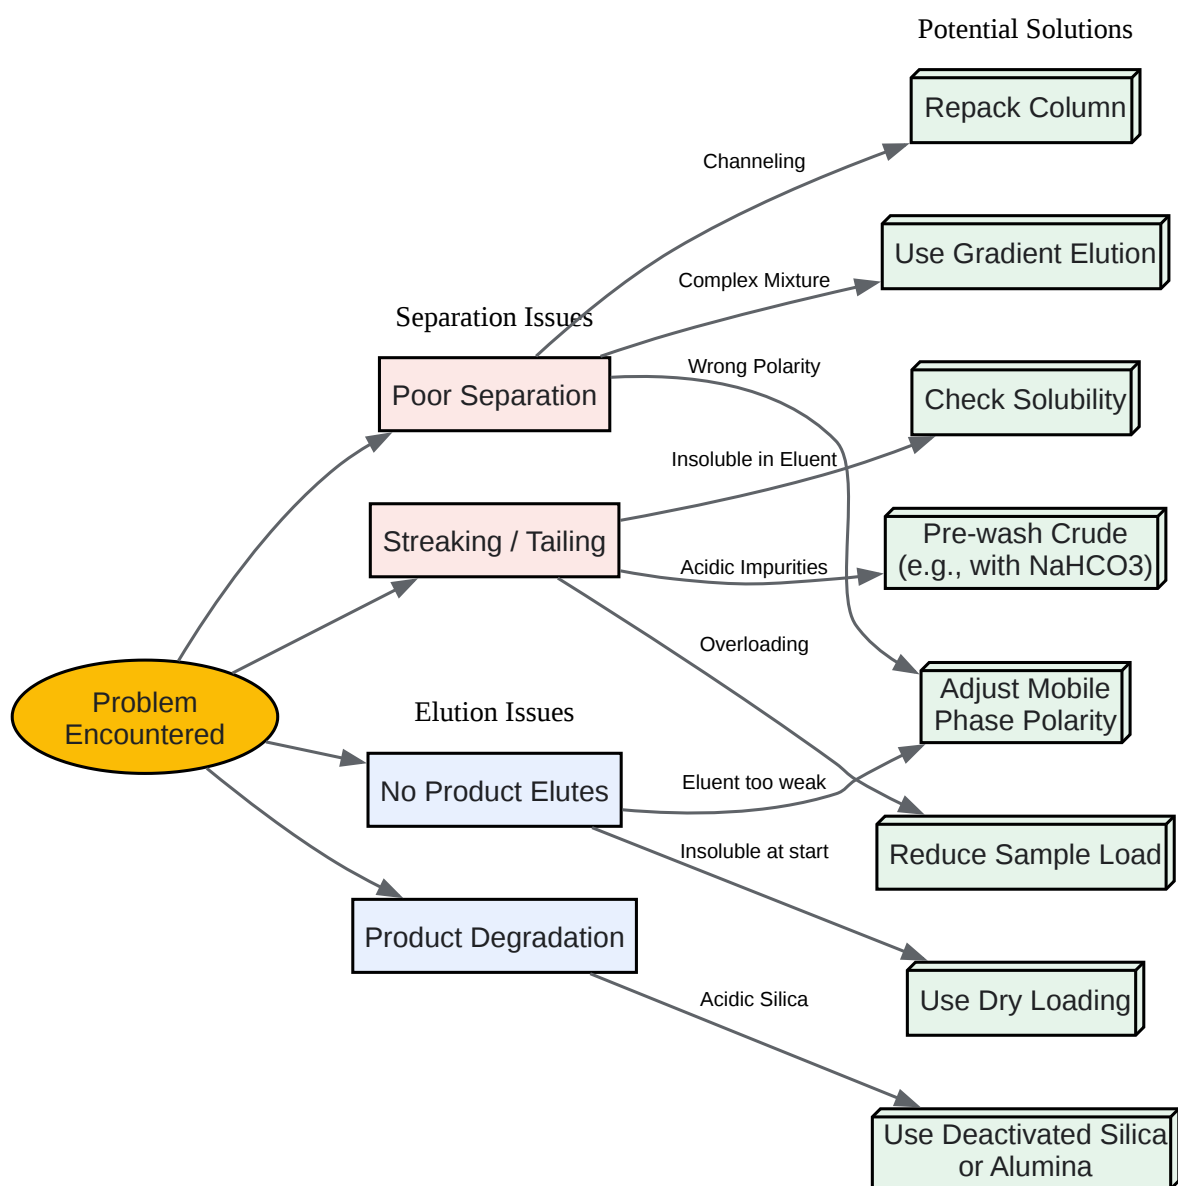 Potential Solutions
Repack Column
Channeling
Use Gradient Elution
Complex Mixture
Separation Issues
Poor Separation
Wrong Polarity
Check Solubility
Insoluble in Eluent
Streaking / Tailing
Pre-wash Crude
(e.g., with NaHCO3)
Acidic Impurities
Overloading
Problem
Encountered
Adjust Mobile
Phase Polarity
Elution Issues
No Product Elutes
Eluent too weak
Reduce Sample Load
Insoluble at start
Product Degradation
Use Dry Loading
Acidic Silica
Use Deactivated Silica
or Alumina